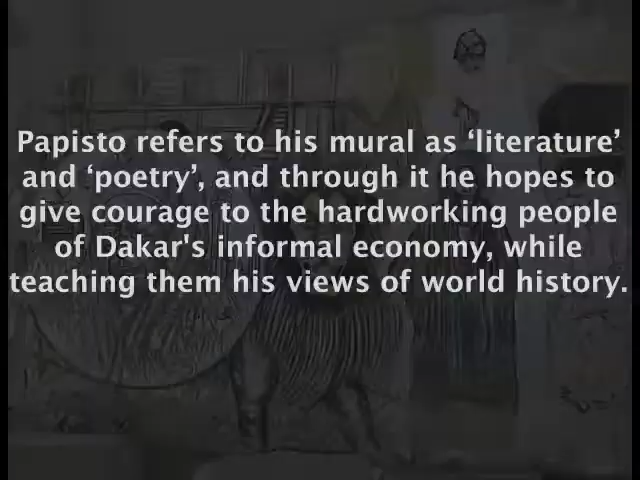 Papisto refers to his mural as ‘literature’
and ‘poetry’, and through it he hopes to
give courage to the hardworking people
of Dakar's informal economy, while
teaching them his views of world history.